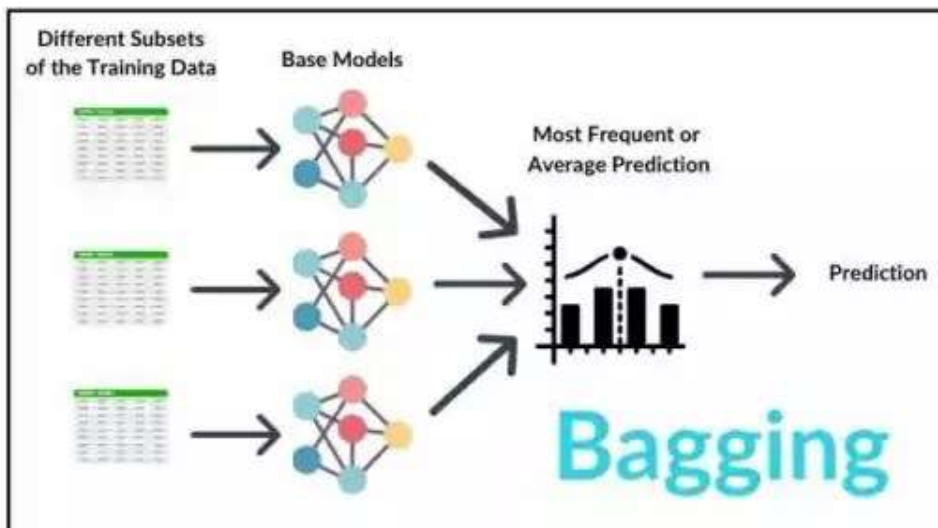 Different Subsets
of the Training Data
Base Models
Most Frequent or
Average Prediction
Prediction
Bagging